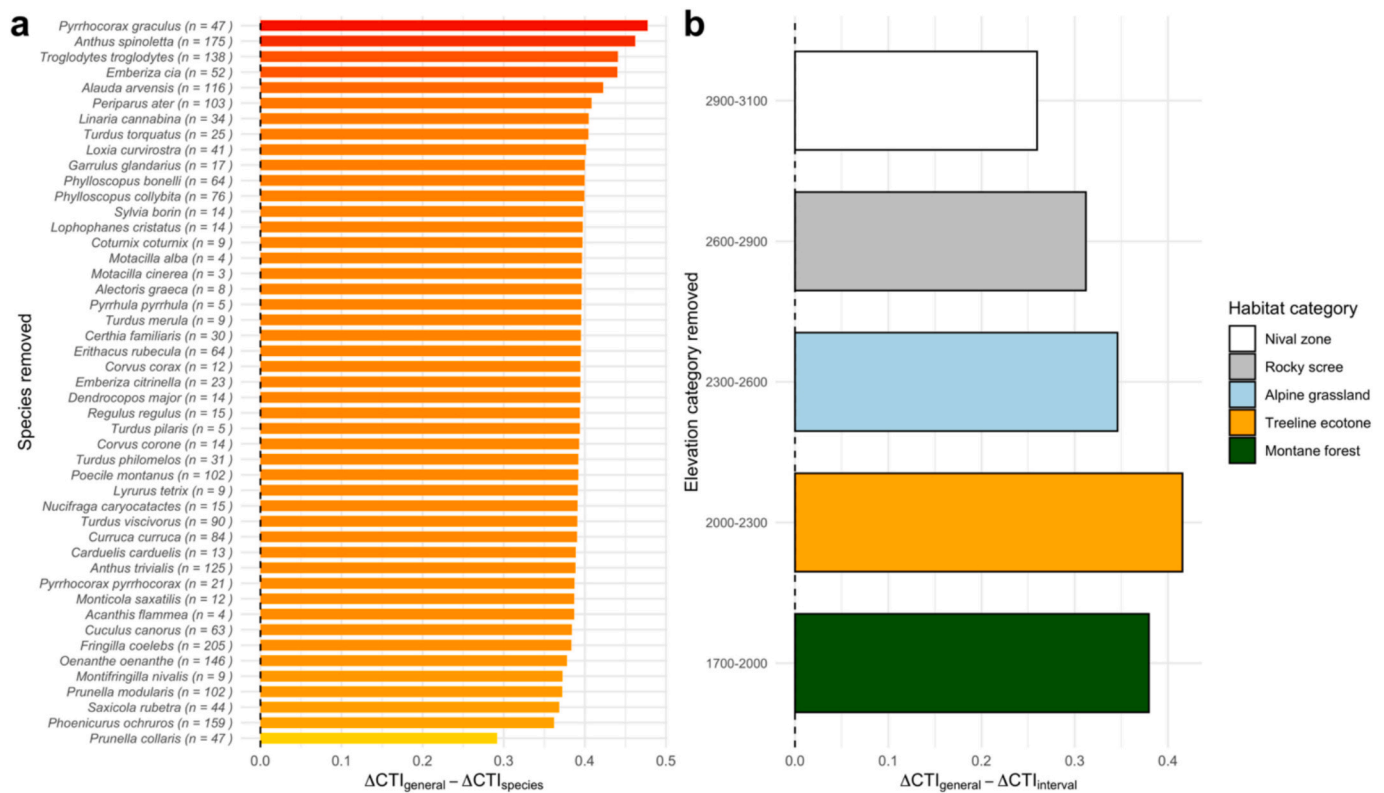 a
Species removed
Pyrrhocorax graculus (n = 47 )
Anthus spinoletta (n = 175 )
Troglodytes troglodytes (n = 138 )
Emberiza cia (n = 52 )
Alauda arvensis (n = 116 )
Periparus ater (n = 103 )
Linaria cannabina (n = 34 )
Turdus torquatus (n = 25 )
Loxia curvirostra (n = 41 )
Garrulus glandarius (n = 17 )
Phylloscopus bonelli (n = 64 )
Phylloscopus collybita (n = 76 )
Sylvia borin (n = 14 )
Lophophanes cristatus (n = 14 )
Coturnix coturnix (n = 9 )
Motacilla alba (n = 4 )
Motacilla cinerea (n = 3 )
Alectoris graeca (n = 8 )
Pyrrhula pyrrhula (n = 5 )
Turdus merula (n = 9 )
Certhia familiaris (n = 30 )
Erithacus rubecula (n = 64 )
Corvus corax (n = 12 )
Emberiza citrinella (n = 23 )
Dendrocopos major (n = 14 )
Regulus regulus (n = 15 )
Turdus pilaris (n = 5 )
Corvus corone (n = 14 )
Turdus philomelos (n = 31 )
Poecile montanus (n = 102 )
Lyrurus tetrix (n = 9 )
Nucifraga caryocatactes (n = 15 )
Turdus viscivorus (n = 90 )
Curruca curruca (n = 84 )
Carduelis carduelis (n = 13 )
Anthus trivialis (n = 125 )
Pyrrhocorax pyrrhocorax (n = 21 )
Monticola saxatilis (n = 12 )
Acanthis flammea (n = 4 )
Cuculus canorus (n = 63 )
Fringilla coelebs (n = 205 )
Oenanthe oenanthe (n = 146 )
Montifringilla nivalis (n = 9 )
Prunella modularis (n = 102 )
Saxicola rubetra (n = 44 )
Phoenicurus ochruros (n = 159 )
Prunella collaris (n = 47 )
0.0 0.1 0.2 0.3 0.4 0.5
ΔCTIgeneral – ΔCTIspecies
b
Elevation category removed
2900-3100
2600-2900
2300-2600
2000-2300
1700-2000
0.0 0.1 0.2 0.3 0.4
ΔCTIgeneral – ΔCTIinterval
Habitat category
Nival zone
Rocky scree
Alpine grassland
Treeline ecotone
Montane forest